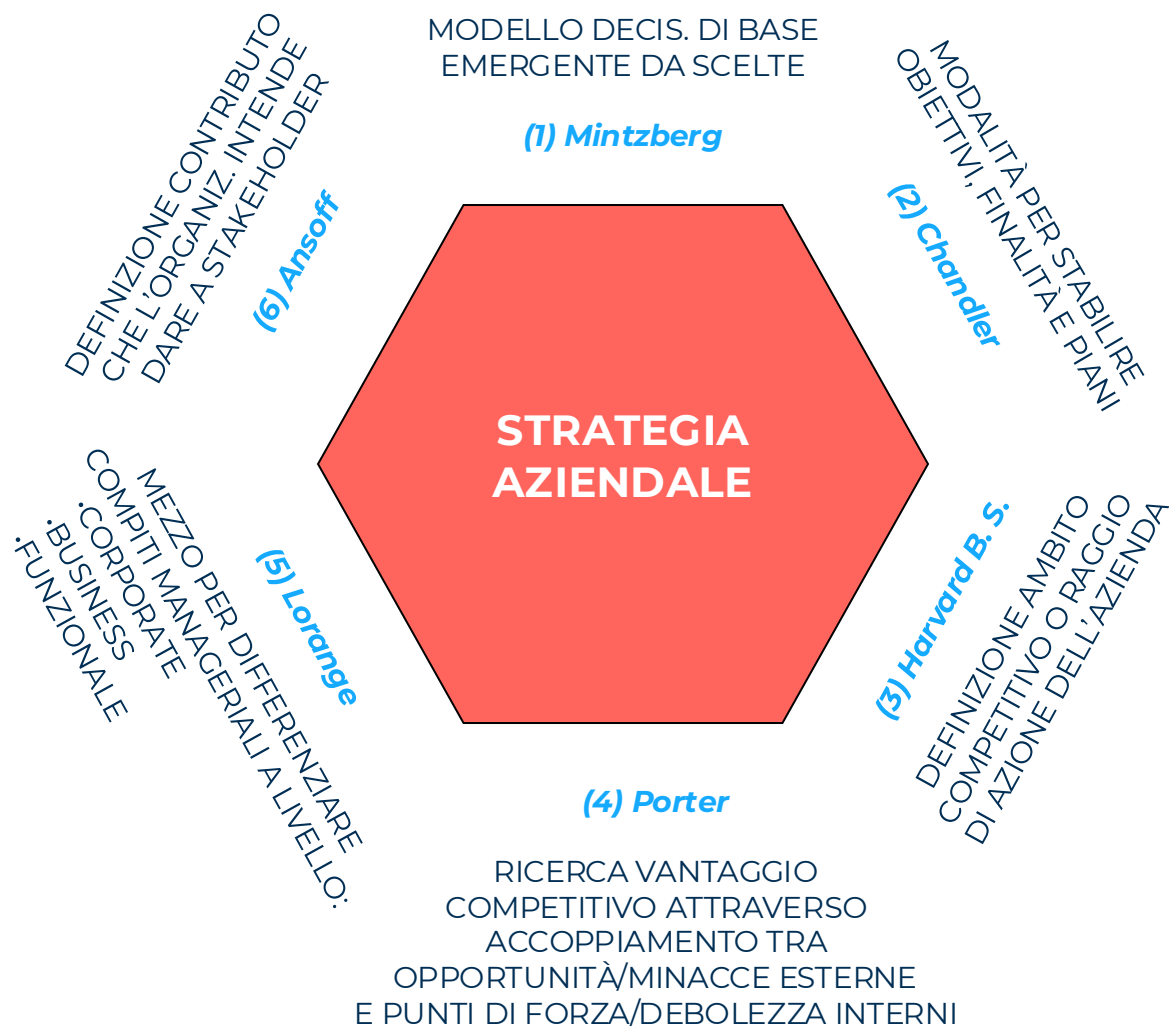 MODELLO DECIS. DI BASE
EMERGENTE DA SCELTE
(1) Mintzberg
MODALITÀ PER STABILIRE
OBIETTIVI, FINALITÀ E PIANI
(2) Chandler
(3) Harvard B. S.
DEFINIZIONE AMBITO
COMPETITIVO O RAGGIO
DI AZIONE DELL'AZIENDA
(4) Porter
RICERCA VANTAGGIO
COMPETITIVO ATTRAVERSO
ACCOPPIAMENTO TRA
OPPORTUNITÀ/MINACCE ESTERNE
E PUNTI DI FORZA/DEBOLEZZA INTERNI
(5) Lorange
MEZZO PER DIFFERENZIARE
COMPITI MANAGERIALI A LIVELLO:
•CORPORATE
•BUSINESS
•FUNZIONALE
DEFINIZIONE CONTRIBUTO
CHE L'ORGANIZ. INTENDE
DARE A STAKEHOLDER
(6) Ansoff
STRATEGIA
AZIENDALE